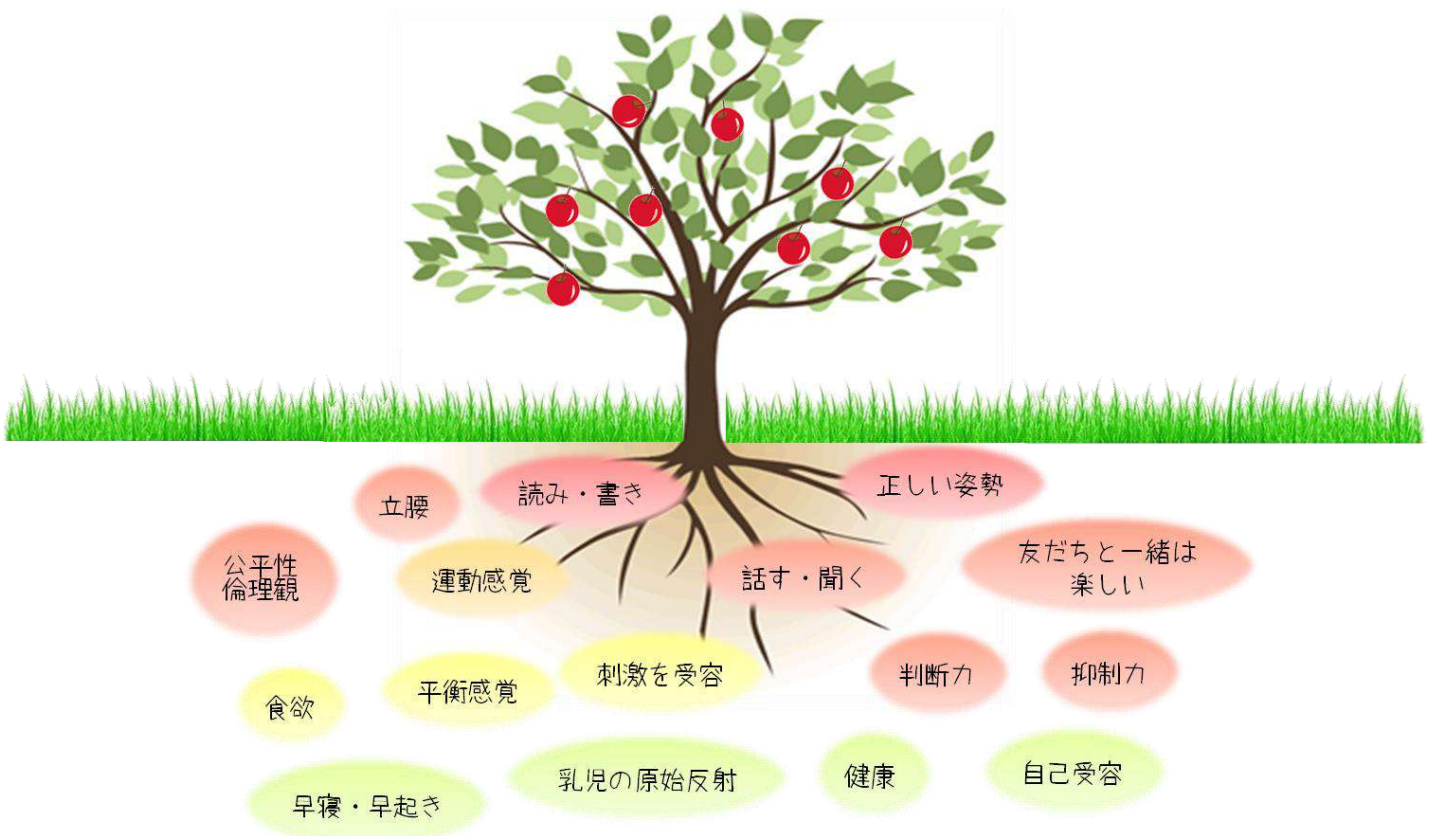 立腰
読み・書き
正しい姿勢
公平性
倫理観
運動感覚
話す・聞く
友だちと一緒は
楽しい
食欲
平衡感覚
刺激を受容
判断力
抑制力
早寝・早起き
乳児の原始反射
健康
自己受容